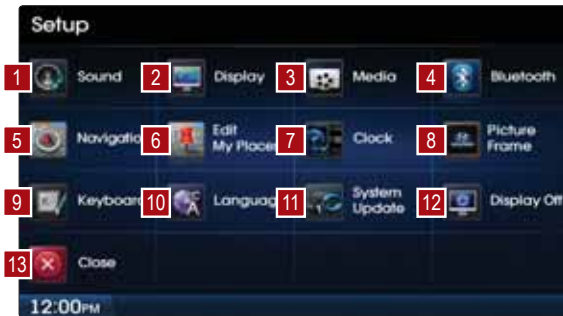 Setup
1 Sound 2 Display 3 Media 4 Bluetooth
5 Navigatio 6 Edit My Places 7 Clock 8 Picture Frame
9 Keyboard 10 Languag 11 System Update 12 Display Off
13 Close
12:00PM